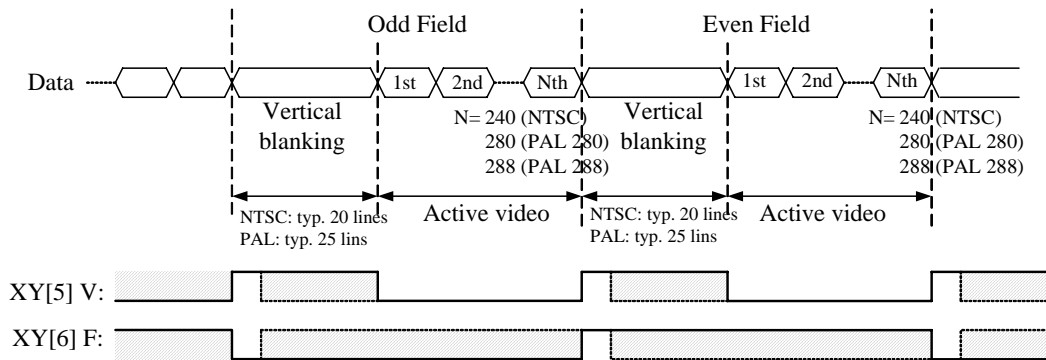 Odd Field
Even Field
Data
1st
2nd
Nth
1st
2nd
Nth
Vertical
blanking
N= 240 (NTSC)
280 (PAL 280)
288 (PAL 288)
Vertical
blanking
N= 240 (NTSC)
280 (PAL 280)
288 (PAL 288)
NTSC: typ. 20 lines
PAL: typ. 25 lins
Active video
NTSC: typ. 20 lines
PAL: typ. 25 lins
Active video
XY[5] V:
XY[6] F: